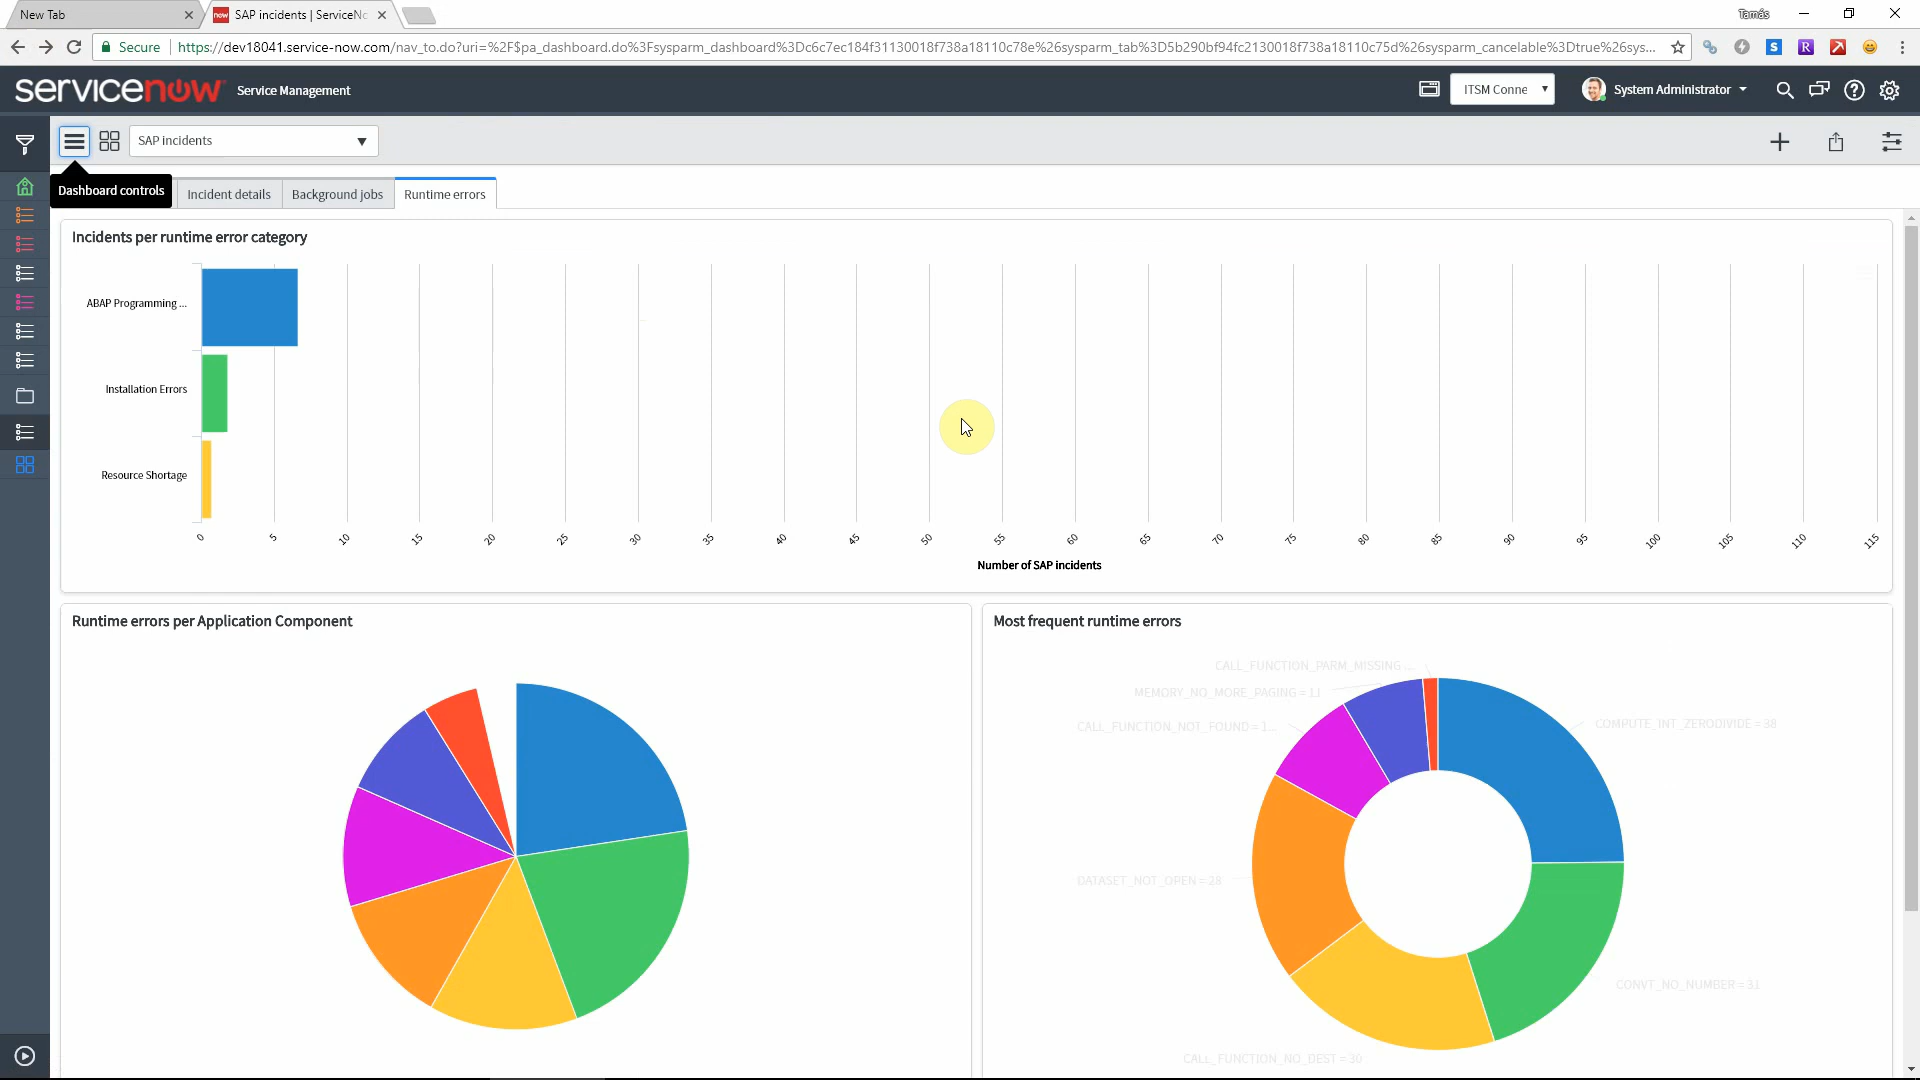 New Tab
SAP incidents | ServiceNo
Tamás
Secure
https://dev18041.service-now.com/nav_to.do?uri=%2F$pa_dashboard.do%3Fsysparm_dashboard%3Dc6c7ec184f31130018f738a18110c78e%26sysparm_tab%3D5b290bf94fc2130018f738a18110c75d%26sysparm_cancelable%3Dtrue%26sys...
servicenow
Service Management
ITSM Conne
System Administrator
SAP incidents
Dashboard controls
Incident details
Background jobs
Runtime errors
Incidents per runtime error category
ABAP Programming ...
Installation Errors
Resource Shortage
0 5 10 15 20 25 30 35 40 45 50 55 60 65 70 75 80 85 90 95 100 105 110 115
Number of SAP incidents
Runtime errors per Application Component
Most frequent runtime errors
CALL_FUNCTION_PARM_MISSING ...
MEMORY_NO_MORE_PAGING = 11
CALL_FUNCTION_NOT_FOUND = 1...
COMPUTE_INT_ZERODIVIDE = 38
DATASET_NOT_OPEN = 28
CONVT_NO_NUMBER = 31
CALL_FUNCTION_NO_DEST = 30